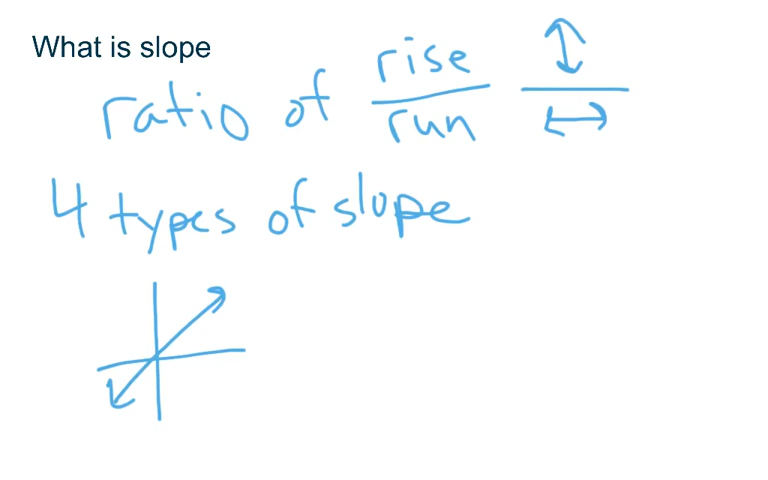 What is slope
ratio of rise/run ↕/↔
4 types of slope